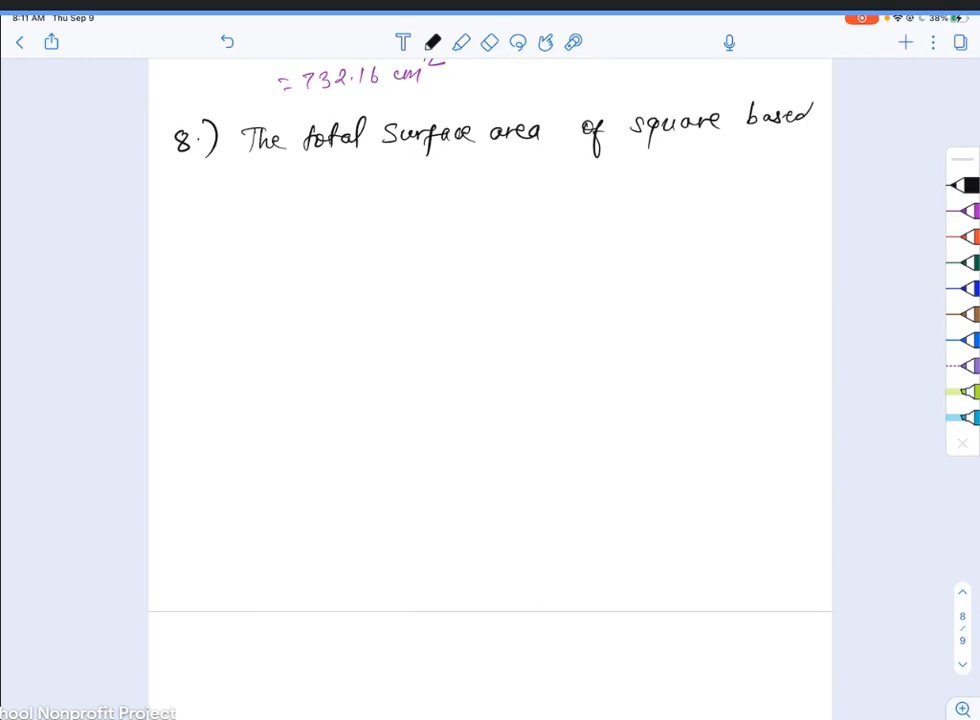 8:11 AM Thu Sep 9
38%
= 732.16 cm²
8.) The total surface area of square based
8
9
hool Nonprofit Project